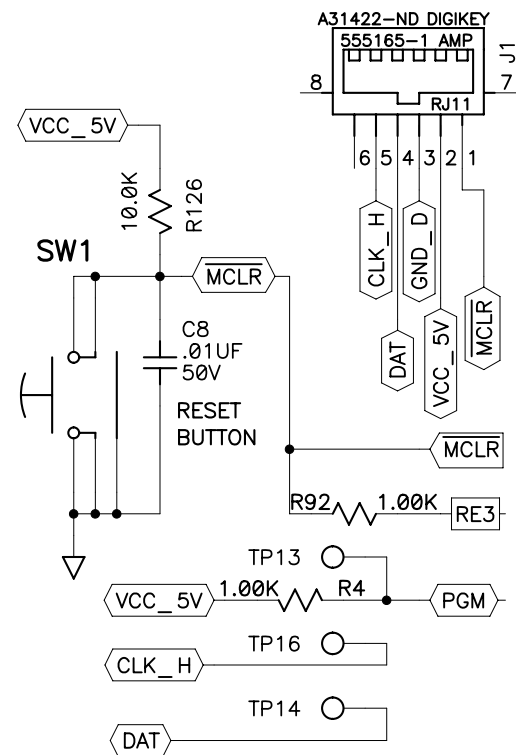 A31422-ND DIGIKEY
555165-1 AMP
J1
8
7
RJ11
6 5 4 3 2 1
VCC_5V
10.0K
R126
CLK_H
GND_D
SW1
MCLR
DAT
VCC_5V
MCLR
C8
.01UF
50V
RESET
BUTTON
MCLR
R92 1.00K
RE3
TP13
VCC_5V
1.00K R4
PGM
TP16
CLK_H
TP14
DAT